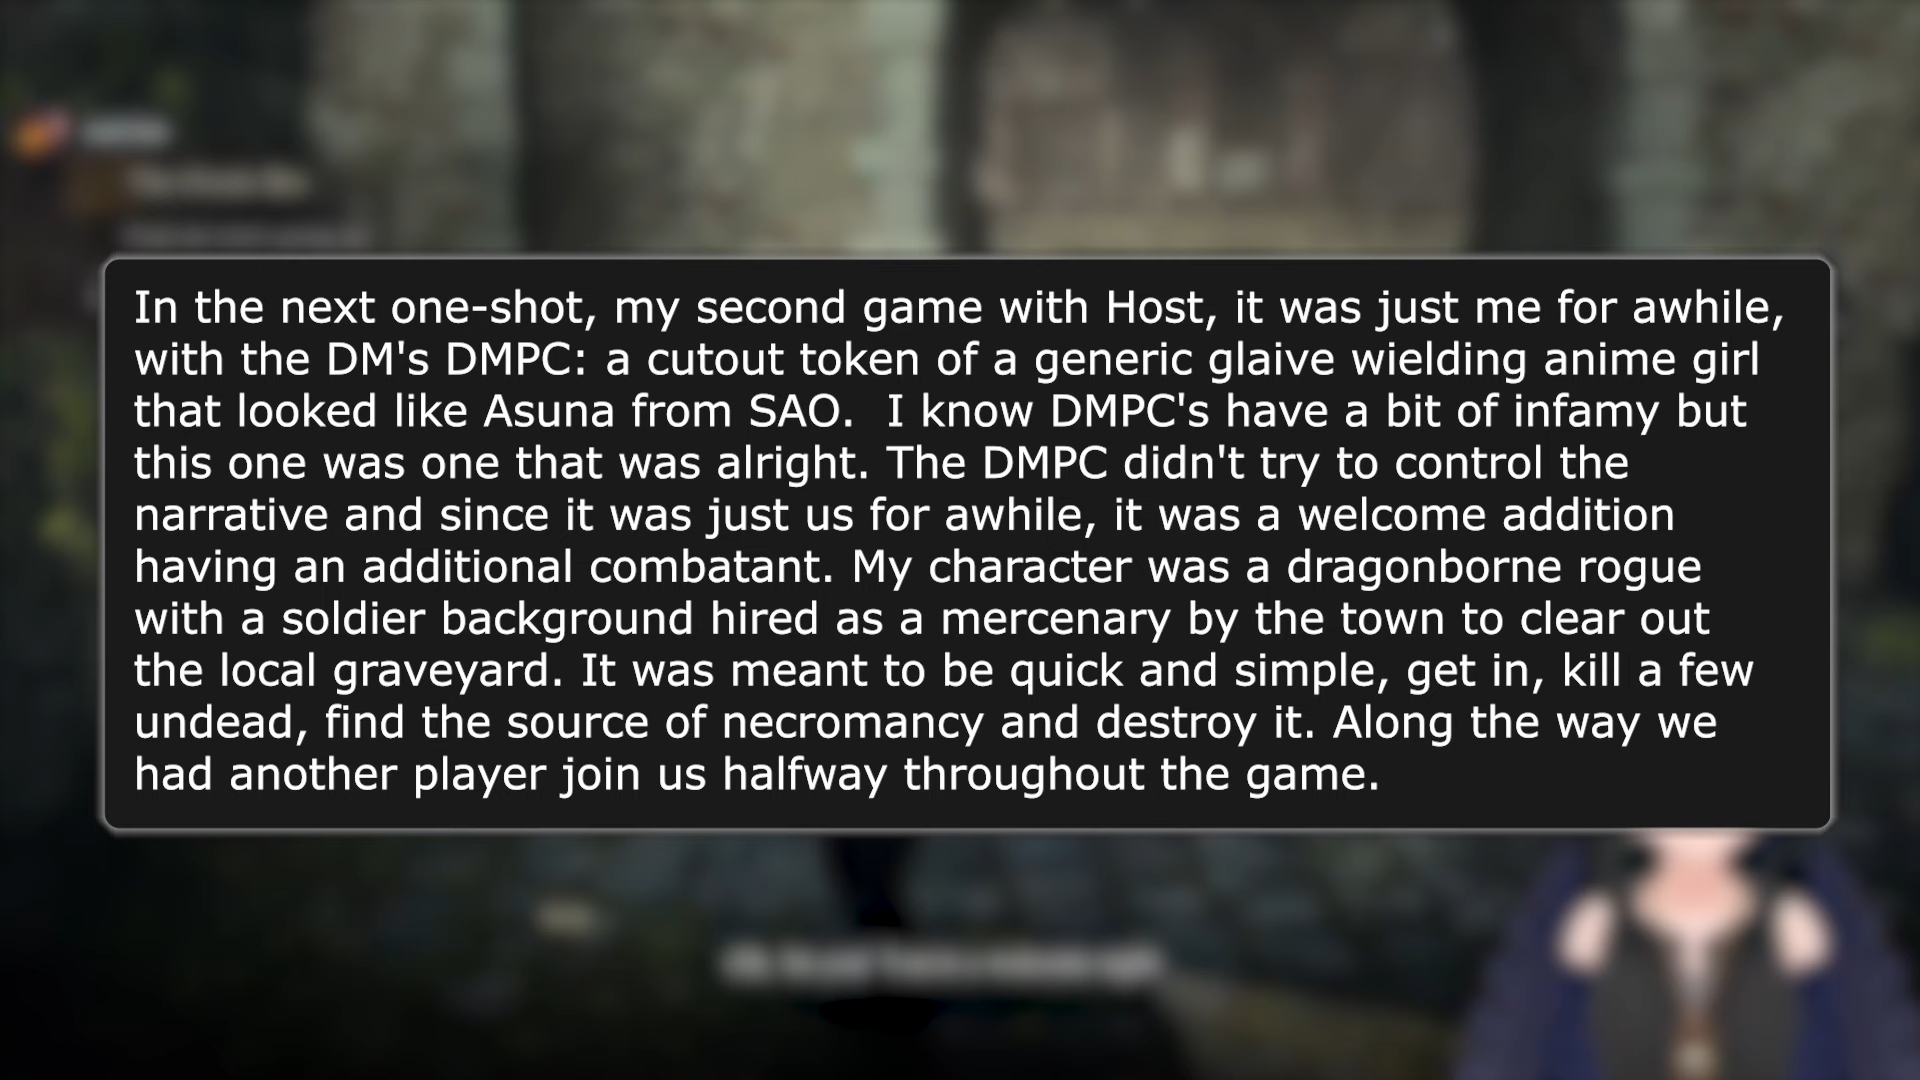 In the next one-shot, my second game with Host, it was just me for awhile,
with the DM's DMPC: a cutout token of a generic glaive wielding anime girl
that looked like Asuna from SAO.  I know DMPC's have a bit of infamy but
this one was one that was alright. The DMPC didn't try to control the
narrative and since it was just us for awhile, it was a welcome addition
having an additional combatant. My character was a dragonborne rogue
with a soldier background hired as a mercenary by the town to clear out
the local graveyard. It was meant to be quick and simple, get in, kill a few
undead, find the source of necromancy and destroy it. Along the way we
had another player join us halfway throughout the game.